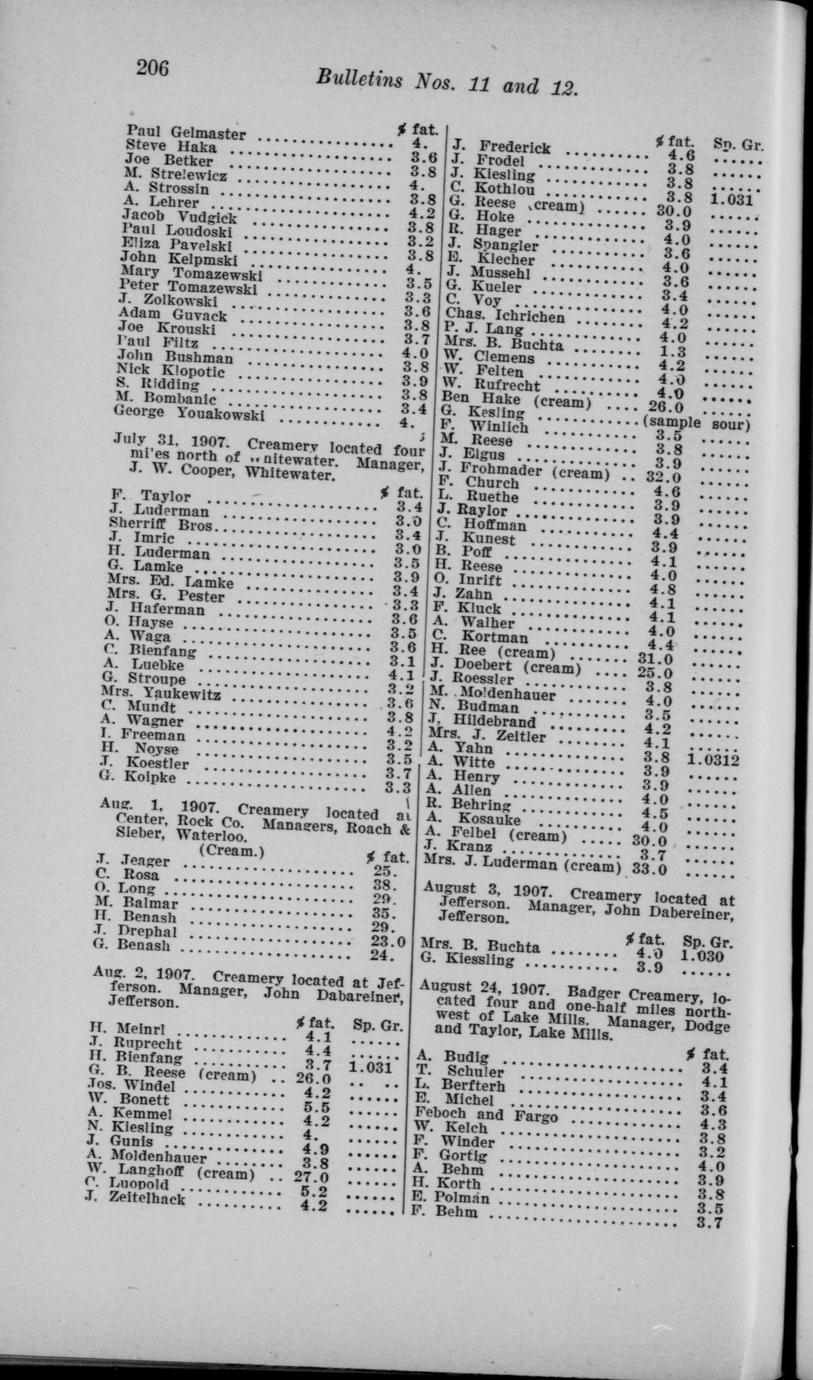 206
Bulletins Nos. 11 and 12.
% fat.
Paul Gelmaster ................ 4.
Steve Haka .................... 3.6
Joe Betker .................... 3.8
M. Strelewicz ................. 4.
A. Strossin ................... 3.8
A. Lehrer ..................... 4.2
Jacob Vudgick ................. 3.8
Paul Loudoski ................. 3.2
Eliza Pavelski ................ 3.8
John Kelpmski ................. 4.
Mary Tomazewski ............... 3.5
Peter Tomazewski .............. 3.3
J. Zolkowski .................. 3.6
Adam Guvack ................... 3.8
Joe Krouski ................... 3.7
Paul Filtz .................... 4.0
John Bushman .................. 3.8
Nick Klopotic ................. 3.9
S. Ridding .................... 3.8
M. Bombanic ................... 3.4
George Youakowski ............. 4.
July 31, 1907. Creamery located four
miles north of Whitewater. Manager,
J. W. Cooper, Whitewater.
% fat.
F. Taylor ..................... 3.4
J. Luderman ................... 3.0
Sherriff Bros.................. 3.4
J. Imric ...................... 3.0
H. Luderman ................... 3.5
G. Lamke ...................... 3.9
Mrs. Ed. Lamke ................ 3.4
Mrs. G. Pester ................ 3.3
J. Haferman ................... 3.6
O. Hayse ...................... 3.5
A. Waga ....................... 3.6
C. Bienfang ................... 3.1
A. Luebke ..................... 4.1
G. Stroupe .................... 3.2
Mrs. Yaukewitz ................ 3.6
C. Mundt ...................... 3.8
A. Wagner ..................... 4.2
I. Freeman .................... 3.2
H. Noyse ...................... 3.5
J. Koestler ................... 3.7
G. Koipke ..................... 3.3
Aug. 1, 1907. Creamery located at
Center, Rock Co. Managers, Roach &
Sieber, Waterloo.
(Cream.)
% fat.
J. Jeager ..................... 25.
C. Rosa ....................... 38.
O. Long ....................... 29.
M. Balmar ..................... 35.
H. Benash ..................... 29.
J. Drephal .................... 23.0
G. Benash ..................... 24.
Aug. 2, 1907. Creamery located at Jef-
ferson. Manager, John Dabareiner,
Jefferson.
% fat. Sp. Gr.
H. Meinrl ............ 4.1 ......
J. Ruprecht .......... 4.4 ......
H. Bienfang .......... 3.7 1.031
G. B. Reese (cream) .. 26.0 .. ..
Jos. Windel .......... 4.2 ......
W. Bonett ............ 5.5 ......
A. Kemmel ............ 4.2 ......
N. Kiesling .......... 4. ......
J. Gunis ............. 4.9 ......
A. Moldenhauer ....... 3.8 ......
W. Langhoff (cream) .. 27.0 ......
C. Luopold ........... 5.2 ......
J. Zeitelhack ........ 4.2 ......
% fat. Sp. Gr.
J. Frederick ......... 4.6 ......
J. Frodel ............ 3.8 ......
J. Kiesling .......... 3.8 ......
C. Kothlou ........... 3.8 1.031
G. Reese (cream) ..... 30.0 ......
G. Hoke .............. 3.9 ......
R. Hager ............. 4.0 ......
J. Spangler .......... 3.6 ......
E. Klecher ........... 4.0 ......
J. Mussehl ........... 3.6 ......
G. Kueler ............ 3.4 ......
C. Voy ............... 4.0 ......
Chas. Ichrichen ...... 4.2 ......
P. J. Lang ........... 4.0 ......
Mrs. B. Buchta ....... 1.3 ......
W. Clemens ........... 4.2 ......
W. Felten ............ 4.0 ......
W. Rufrecht .......... 4.0 ......
Ben Hake (cream) .... 26.0 ......
G. Kesling ........... (sample sour)
F. Winlich ........... 3.5 ......
M. Reese ............. 3.8 ......
J. Elgus ............. 3.9 ......
J. Frohmader (cream) .. 32.0 ......
F. Church ............ 4.6 ......
L. Ruethe ............ 3.9 ......
J. Raylor ............ 3.9 ......
C. Hoffman ........... 4.4 ......
J. Kunest ............ 3.9 ......
B. Poff .............. 4.1 ......
H. Reese ............. 4.0 ......
O. Inrift ............ 4.8 ......
J. Zahn .............. 4.1 ......
F. Kluck ............. 4.1 ......
A. Walher ............ 4.0 ......
C. Kortman ........... 4.4 ......
H. Ree (cream) ....... 31.0 ......
J. Doebert (cream) .... 25.0 ......
J. Roessler .......... 3.8 ......
M. Moldenhauer ....... 4.0 ......
N. Budman ............ 3.5 ......
J. Hildebrand ........ 4.2 ......
Mrs. J. Zeitler ...... 4.1 ......
A. Yahn .............. 3.8 1.0312
A. Witte ............. 3.9 ......
A. Henry ............. 3.9 ......
A. Allen ............. 4.0 ......
R. Behring ........... 4.5 ......
A. Kosauke ........... 4.0 ......
A. Felbel (cream) ..... 30.0 ......
J. Kranz ............. 3.7 ......
Mrs. J. Luderman (cream) 33.0 ......
August 3, 1907. Creamery located at
Jefferson. Manager, John Dabereiner,
Jefferson.
% fat. Sp. Gr.
Mrs. B. Buchta ........ 4.0 1.030
G. Kiessling .......... 3.9 ......
August 24, 1907. Badger Creamery, lo-
cated four and one-half miles north-
west of Lake Mills. Manager, Dodge
and Taylor, Lake Mills.
% fat.
A. Budig ...................... 3.4
T. Schuler .................... 4.1
L. Berfterh ................... 3.4
E. Michel ..................... 3.6
Feboch and Fargo .............. 4.3
W. Kelch ...................... 3.8
F. Winder ..................... 3.2
F. Gortig ..................... 4.0
A. Behm ....................... 3.9
H. Korth ...................... 3.8
E. Polman ..................... 3.5
F. Behm ....................... 3.7